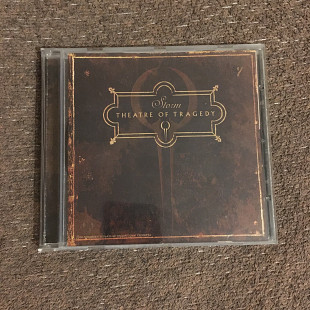 Storm
THEATRE OF TRAGEDY